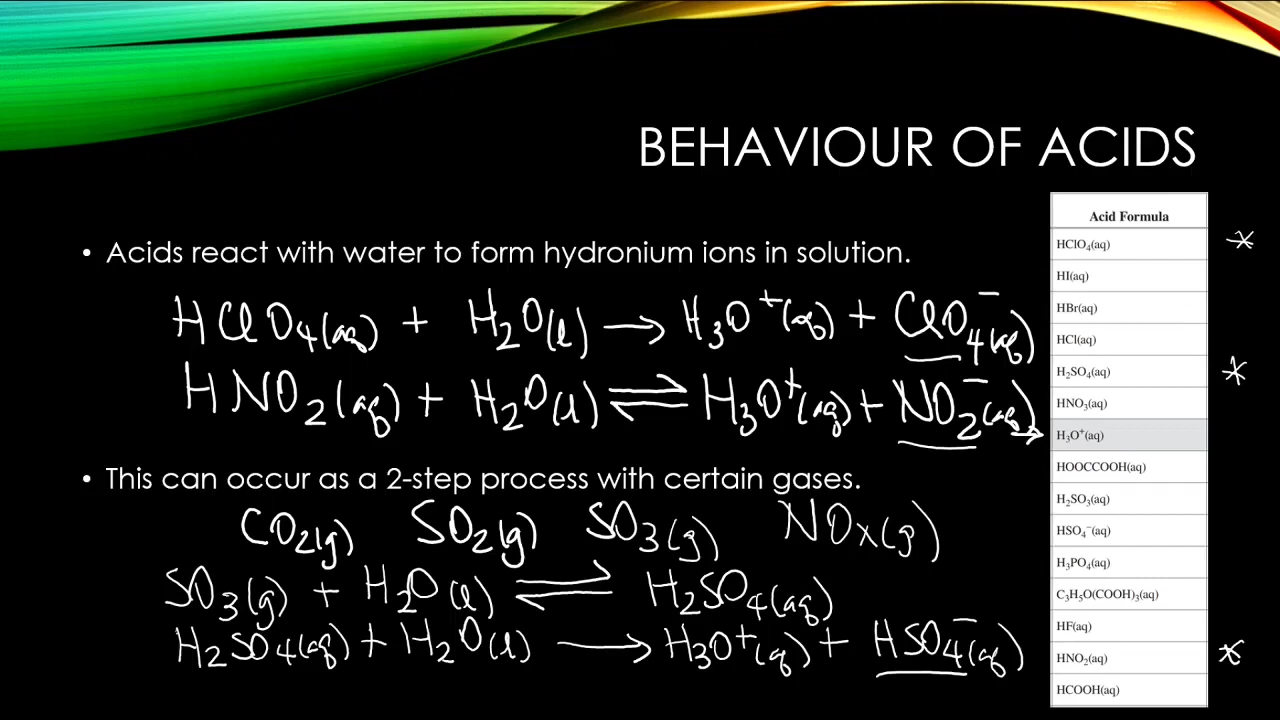 BEHAVIOUR OF ACIDS
• Acids react with water to form hydronium ions in solution.
HClO₄(aq) + H₂O(l) → H₃O⁺(aq) + ClO₄⁻(aq)
HNO₂(aq) + H₂O(l) ⇌ H₃O⁺(aq) + NO₂⁻(aq)
• This can occur as a 2-step process with certain gases.
CO₂(g) SO₂(g) SO₃(g) NOx(g)
SO₃(g) + H₂O(l) ⇌ H₂SO₄(aq)
H₂SO₄(aq) + H₂O(l) → H₃O⁺(aq) + HSO₄⁻(aq)
Acid Formula
HClO₄(aq) *
HI(aq)
HBr(aq)
HCl(aq)
H₂SO₄(aq) *
HNO₃(aq)
→ H₃O⁺(aq)
HOOCCOOH(aq)
H₂SO₃(aq)
HSO₄⁻(aq)
H₃PO₄(aq)
C₃H₅O(COOH)₃(aq)
HF(aq)
HNO₂(aq) *
HCOOH(aq)